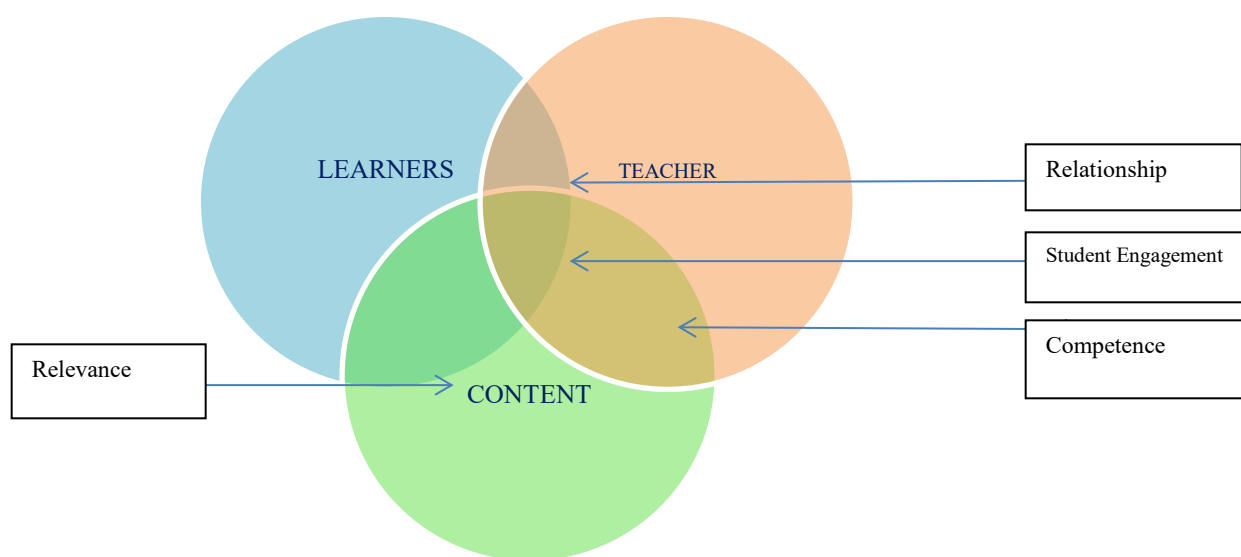 LEARNERS
TEACHER
Relationship
Student Engagement
Competence
Relevance
CONTENT